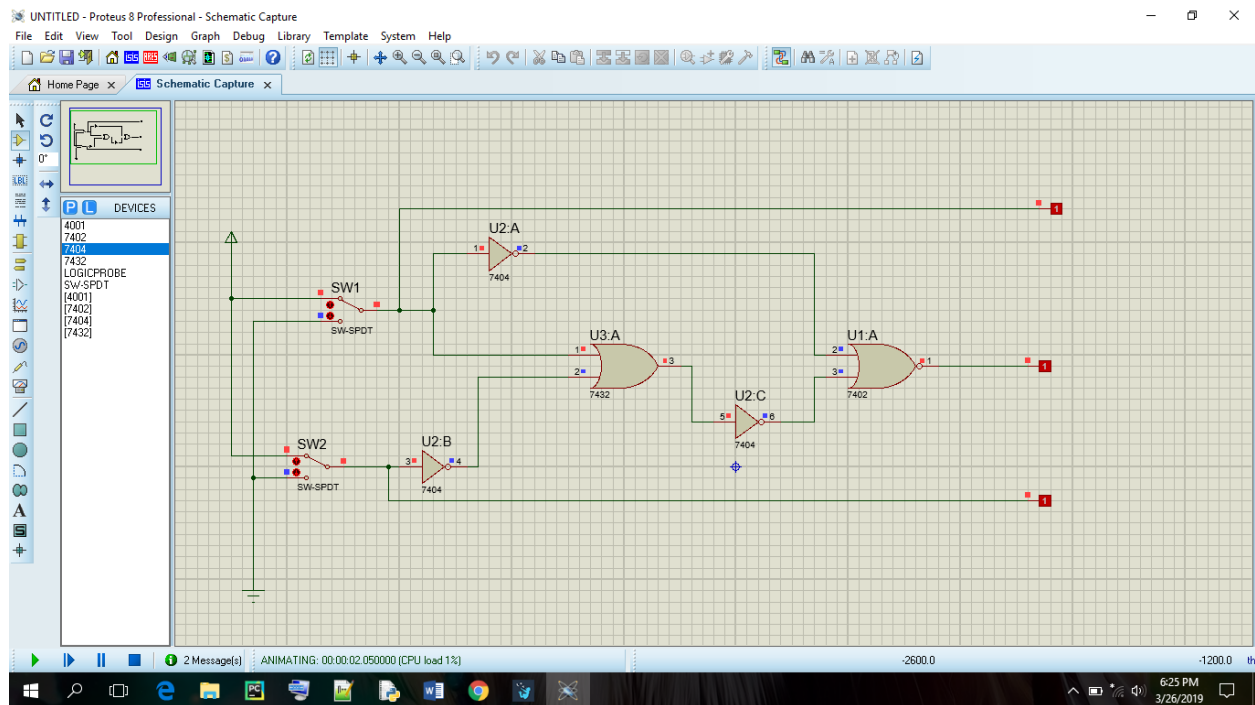 UNTITLED - Proteus 8 Professional - Schematic Capture
File Edit View Tool Design Graph Debug Library Template System Help
Home Page x
Schematic Capture x
0°
LBL
A
S
P L DEVICES
4001
7402
7404
7432
LOGICPROBE
SW-SPDT
[4001]
[7402]
[7404]
[7432]
1
U2:A
1 2
7404
SW1
SW-SPDT
U3:A
1
2
3
7432
U1:A
2
3
1
7402
1
U2:C
5 6
7404
SW2
SW-SPDT
U2:B
3 4
7404
1
2 Message(s) ANIMATING: 00:00:02.050000 (CPU load 1%) -2600.0 -1200.0 th
6:25 PM
3/26/2019